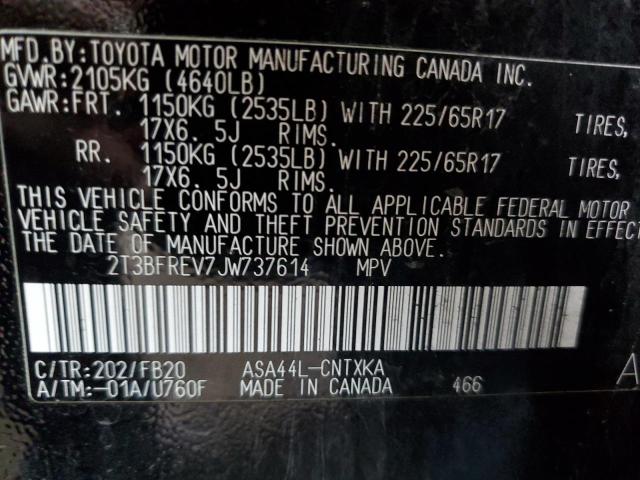 MFD.BY:TOYOTA MOTOR MANUFACTURING CANADA INC.
GVWR:2105KG (4640LB)
GAWR:FRT. 1150KG (2535LB) WITH 225/65R17 TIRES,
17X6.5J RIMS.
RR. 1150KG (2535LB) WITH 225/65R17 TIRES,
17X6.5J RIMS.
THIS VEHICLE CONFORMS TO ALL APPLICABLE FEDERAL MOTOR
VEHICLE SAFETY AND THEFT PREVENTION STANDARDS IN EFFECT
THE DATE OF MANUFACTURE SHOWN ABOVE.
2T3BFREV7JW737614 MPV
C/TR:202/FB20 ASA44L-CNTXKA A
A/TM:-01A/U760F MADE IN CANADA 466